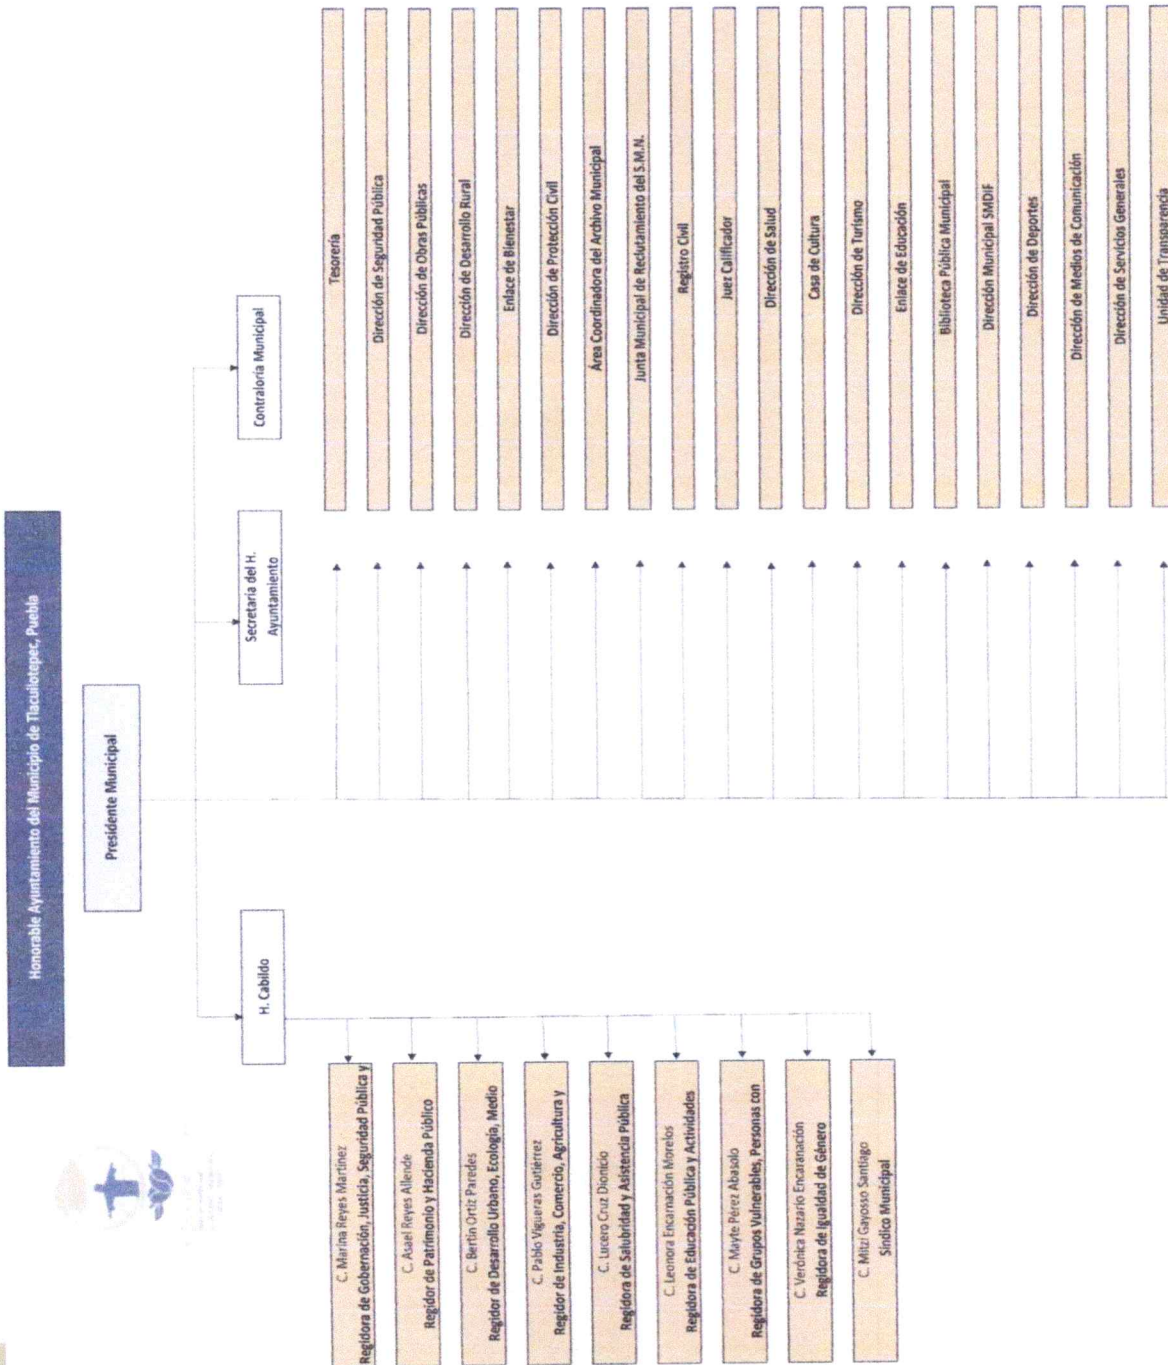 Honorable Ayuntamiento del Municipio de Tlacuilotepec, Puebla
Presidente Municipal
H. Cabildo
Secretaria del H.
Ayuntamiento
Contraloría Municipal
C. Marina Reyes Martínez
Regidora de Gobernación, Justicia, Seguridad Pública y
C. Asael Reyes Allende
Regidor de Patrimonio y Hacienda Público
C. Bertín Ortiz Paredes
Regidor de Desarrollo Urbano, Ecología, Medio
C. Pablo Vigueras Gutiérrez
Regidor de Industria, Comercio, Agricultura y
C. Lucero Cruz Dionicio
Regidora de Salubridad y Asistencia Pública
C. Leonora Encarnación Morelos
Regidora de Educación Pública y Actividades
C. Mayte Pérez Abasolo
Regidora de Grupos Vulnerables, Personas con
C. Verónica Nazario Encaranación
Regidora de Igualdad de Género
C. Mitzi Gayosso Santiago
Síndico Municipal
Tesorería
Dirección de Seguridad Pública
Dirección de Obras Públicas
Dirección de Desarrollo Rural
Enlace de Bienestar
Dirección de Protección Civil
Área Coordinadora del Archivo Municipal
Junta Municipal de Reclutamiento del S.M.N.
Registro Civil
Juez Calificador
Dirección de Salud
Casa de Cultura
Dirección de Turismo
Enlace de Educación
Biblioteca Pública Municipal
Dirección Municipal SMDIF
Dirección de Deportes
Dirección de Medios de Comunicación
Dirección de Servicios Generales
Unidad de Transparencia